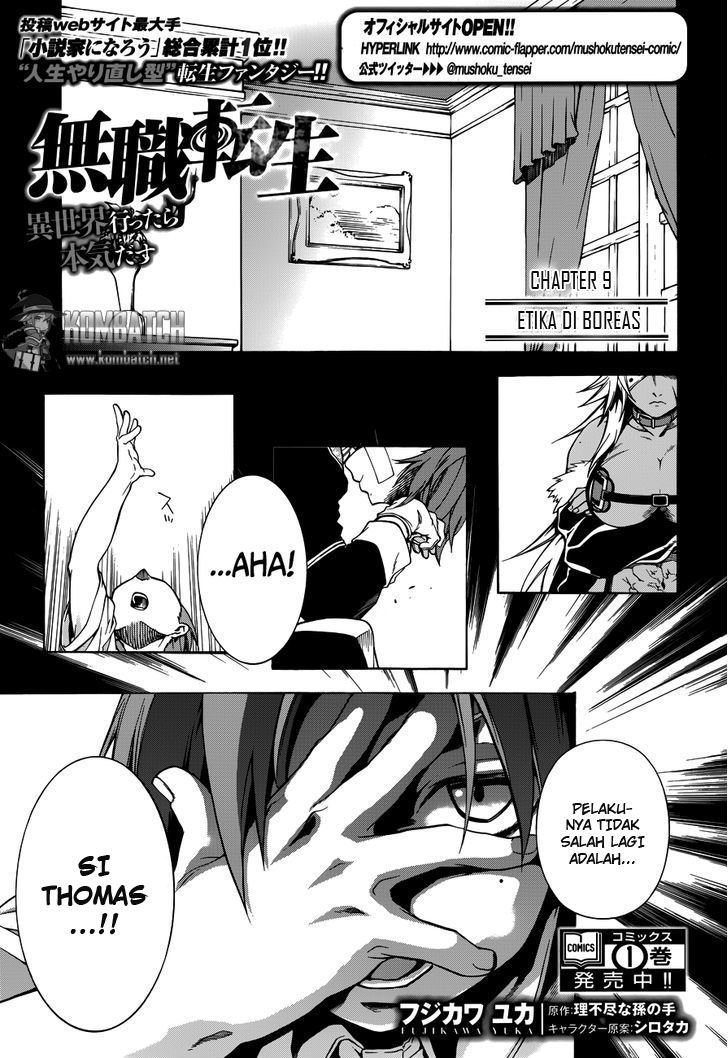 投稿webサイト最大手
「小説家になろう」総合累計1位!!
"人生やり直し型"転生ファンタジー!!
オフィシャルサイトOPEN!!
HYPERLINK http://www.comic-flapper.com/mushokutensei-comic/
公式ツイッター▶▶▶ @mushoku_tensei
無職転生
異世界行ったら
本気だす
CHAPTER 9
ETIKA DI BOREAS
KOMBATCH
www.kombatch.net
...AHA!
PELAKU-
NYA TIDAK
SALAH LAGI
ADALAH...
SI
THOMAS
...!!
COMICS
コミックス
①巻
発売中!!
フジカワ ユカ
FUJIKAWA YUKA
原作:理不尽な孫の手
キャラクター原案:シロタカ